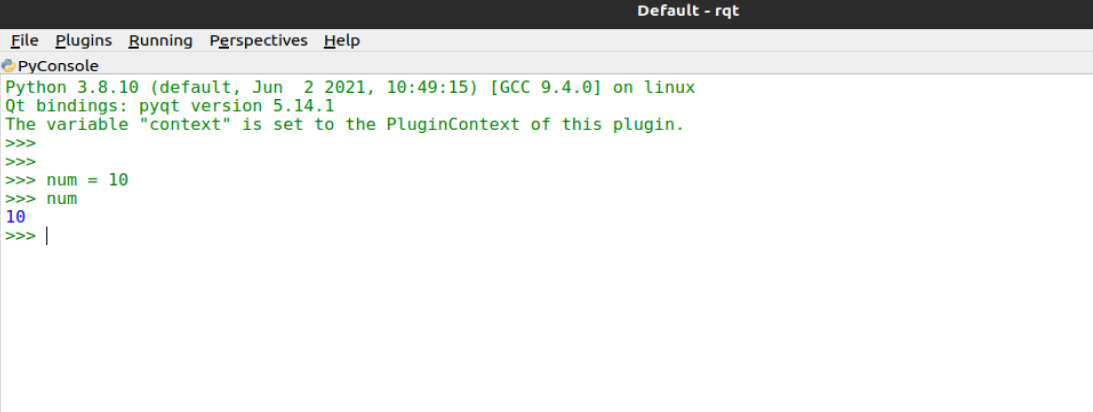 Default - rqt
File Plugins Running Perspectives Help
PyConsole
Python 3.8.10 (default, Jun  2 2021, 10:49:15) [GCC 9.4.0] on linux
Qt bindings: pyqt version 5.14.1
The variable "context" is set to the PluginContext of this plugin.
>>>
>>>
>>> num = 10
>>> num
10
>>>